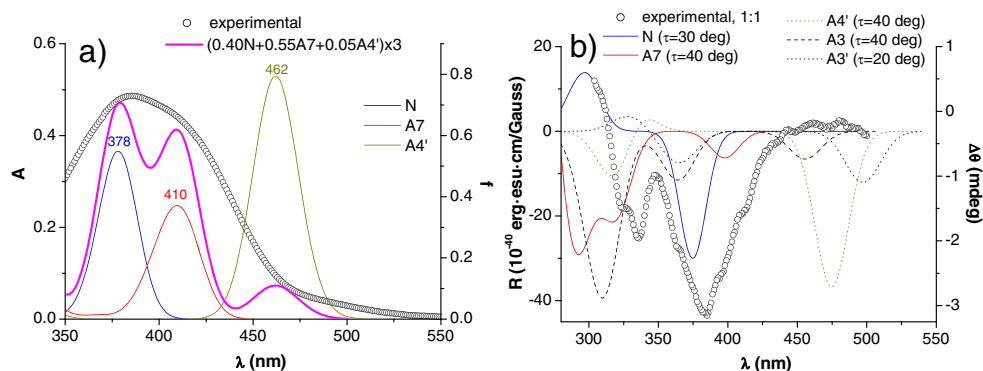 experimental
(0.40N+0.55A7+0.05A4')x3
a)
0.6
0.4
0.2
0.0
A
378
410
462
N
A7
A4'
0.8
0.6
0.4
0.2
0.0
f
350
400
450
500
550
λ (nm)
experimental, 1:1
N (τ=30 deg)
A7 (τ=40 deg)
A4' (τ=40 deg)
A3 (τ=40 deg)
A3' (τ=20 deg)
b)
20
0
-20
-40
R (10⁻⁴⁰ erg·esu·cm/Gauss)
1
0
-1
-2
-3
Δθ (mdeg)
300
350
400
450
500
550
λ (nm)